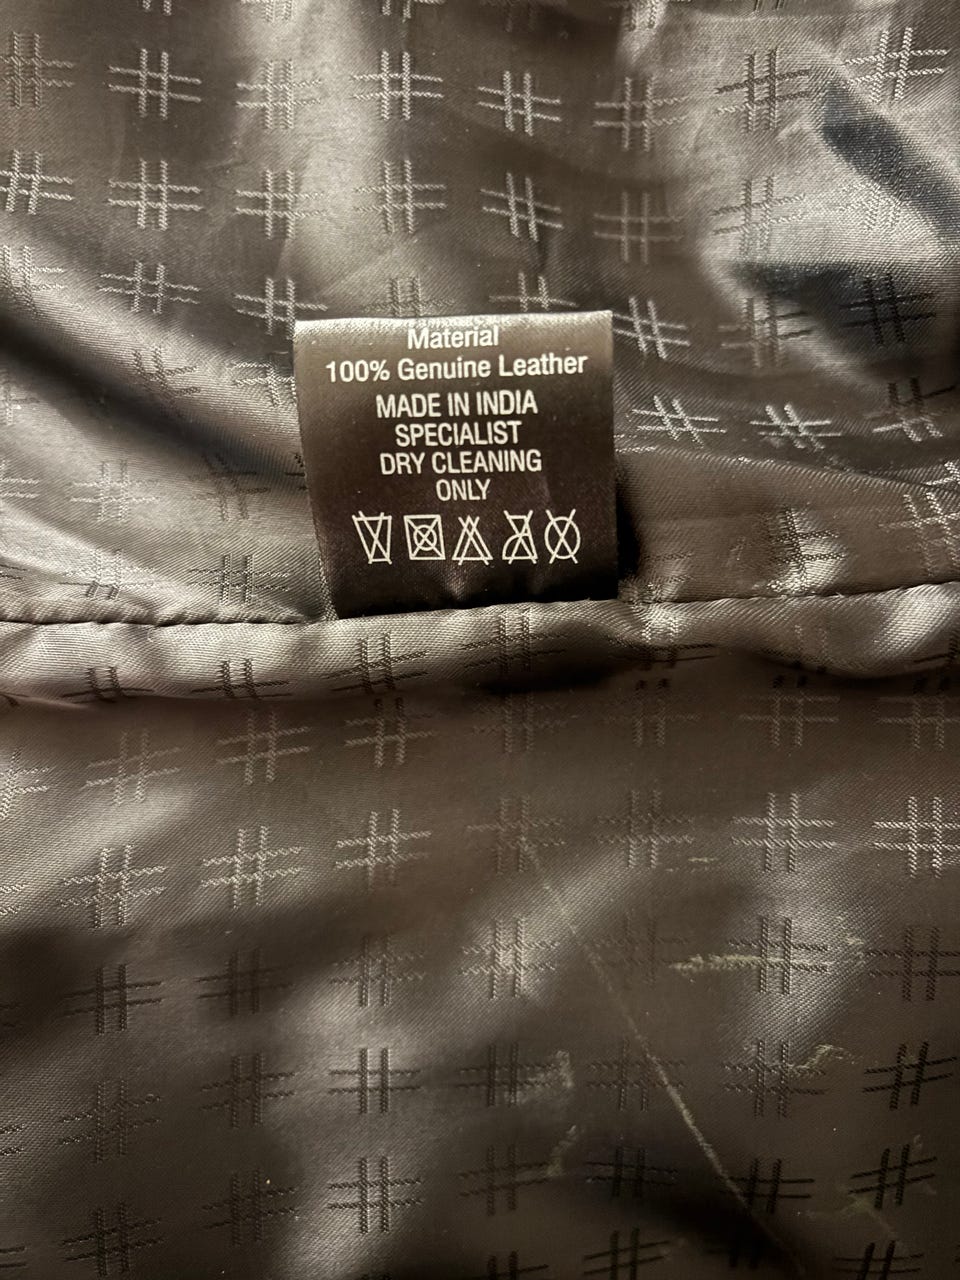 Material
100% Genuine Leather
MADE IN INDIA
SPECIALIST
DRY CLEANING
ONLY